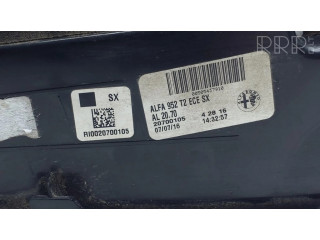 RRR
SX
RI0020700105
ALFA 952 T2 ECE SX
AL 20.70
20700105 4 28 16
07/07/16 14:32:57